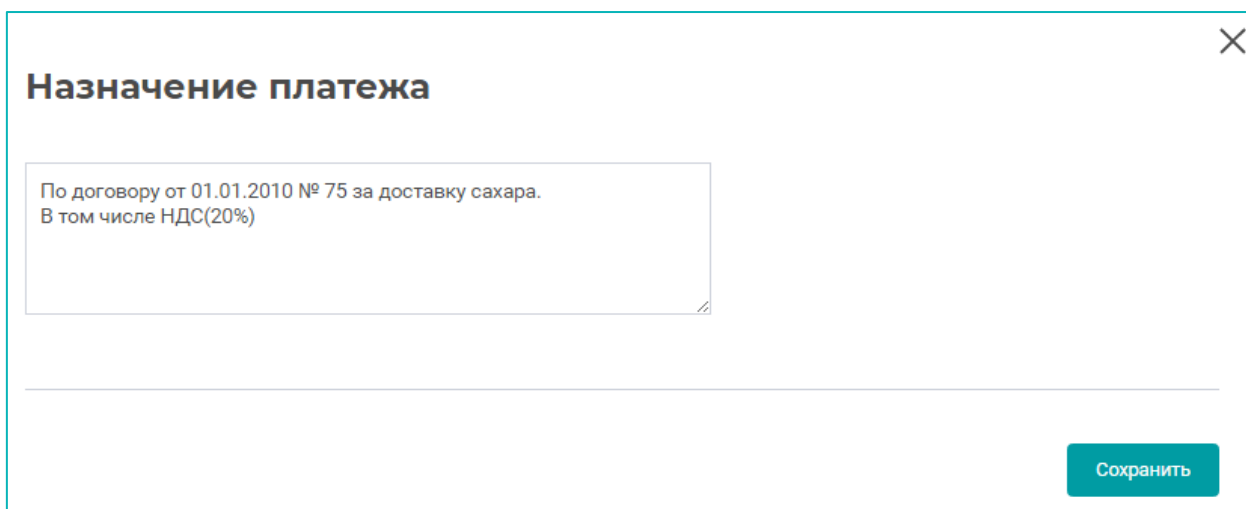 Назначение платежа
По договору от 01.01.2010 № 75 за доставку сахара.
В том числе НДС(20%)
Сохранить